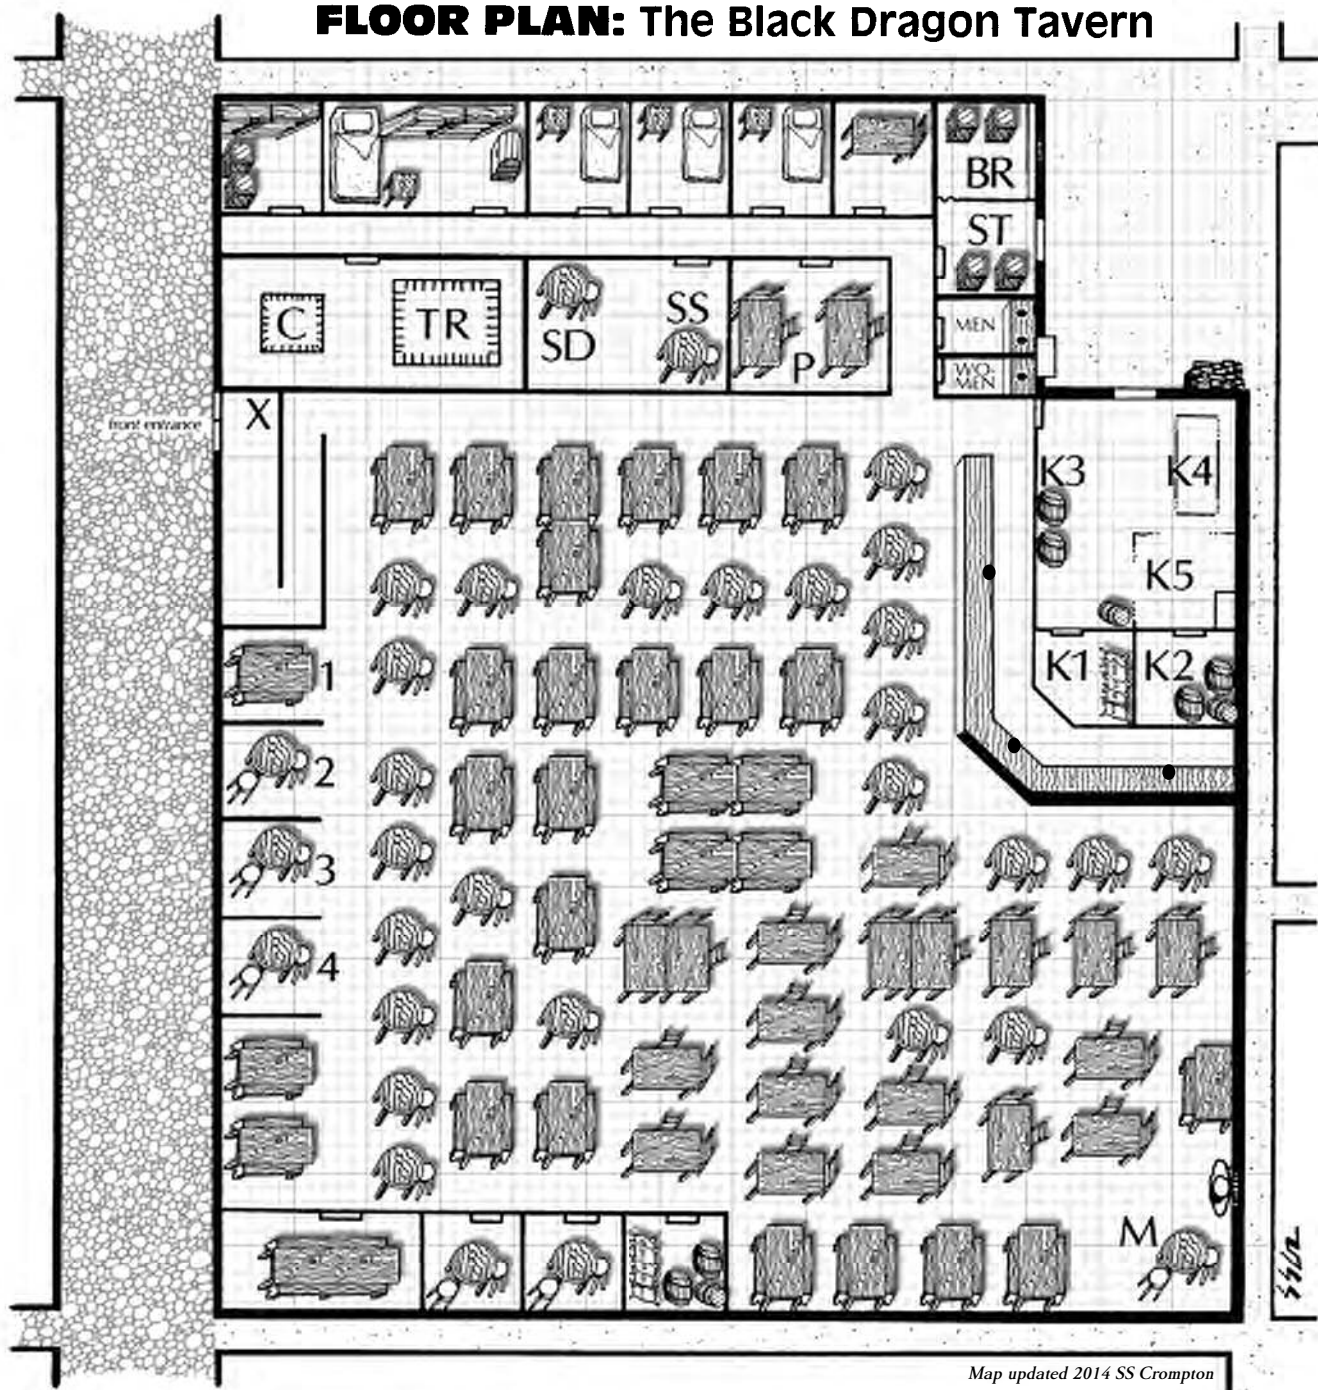 FLOOR PLAN: The Black Dragon Tavern
BR
ST
C
TR
SD
SS
P
MEN
WO-
MEN
X
front entrance
K3
K4
K5
K1
K2
1
2
3
4
M
Map updated 2014 SS Crompton